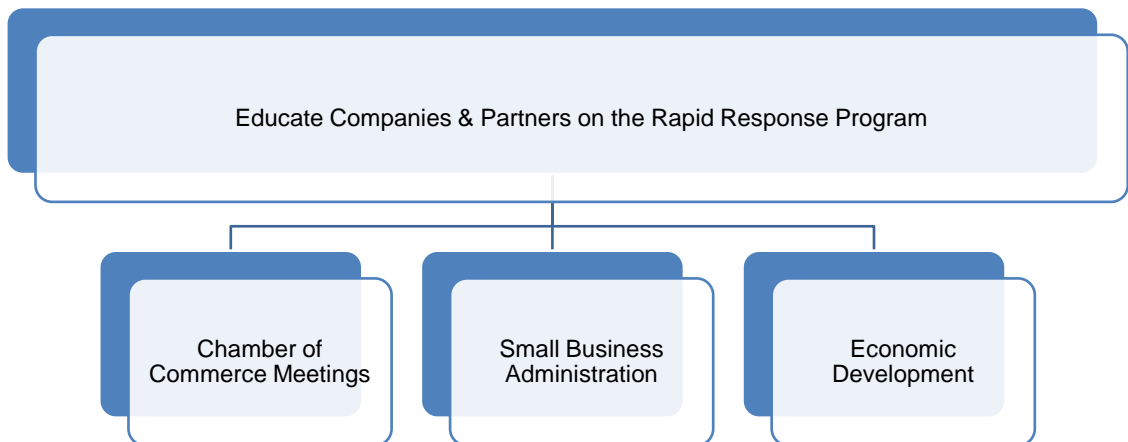 Educate Companies & Partners on the Rapid Response Program
Chamber of
Commerce Meetings
Small Business
Administration
Economic
Development